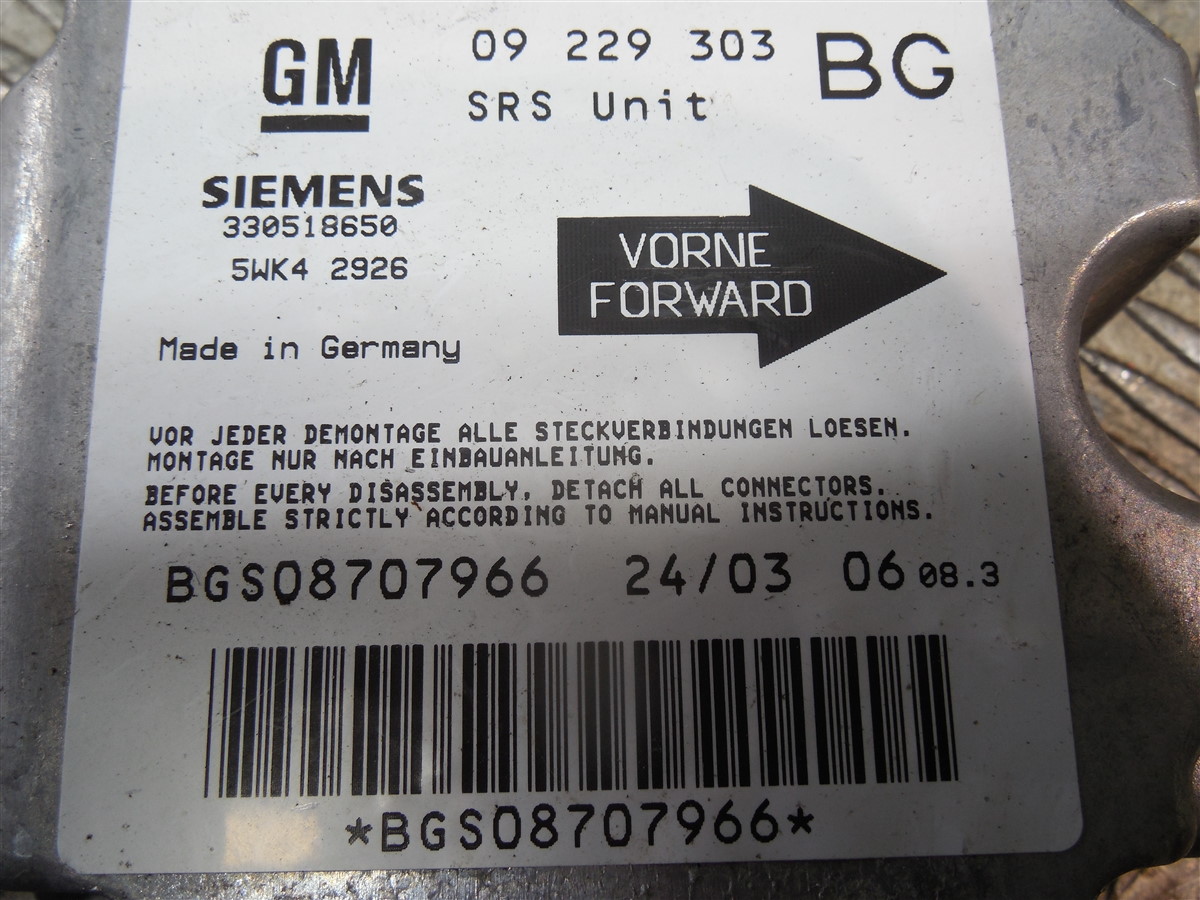 GM 09 229 303 BG
SRS Unit
SIEMENS
330518650
5WK4 2926
VORNE
FORWARD
Made in Germany
VOR JEDER DEMONTAGE ALLE STECKVERBINDUNGEN LOESEN.
MONTAGE NUR NACH EINBAUANLEITUNG.
BEFORE EVERY DISASSEMBLY, DETACH ALL CONNECTORS.
ASSEMBLE STRICTLY ACCORDING TO MANUAL INSTRUCTIONS.
BGS08707966 24/03 06 08.3
*BGS08707966*